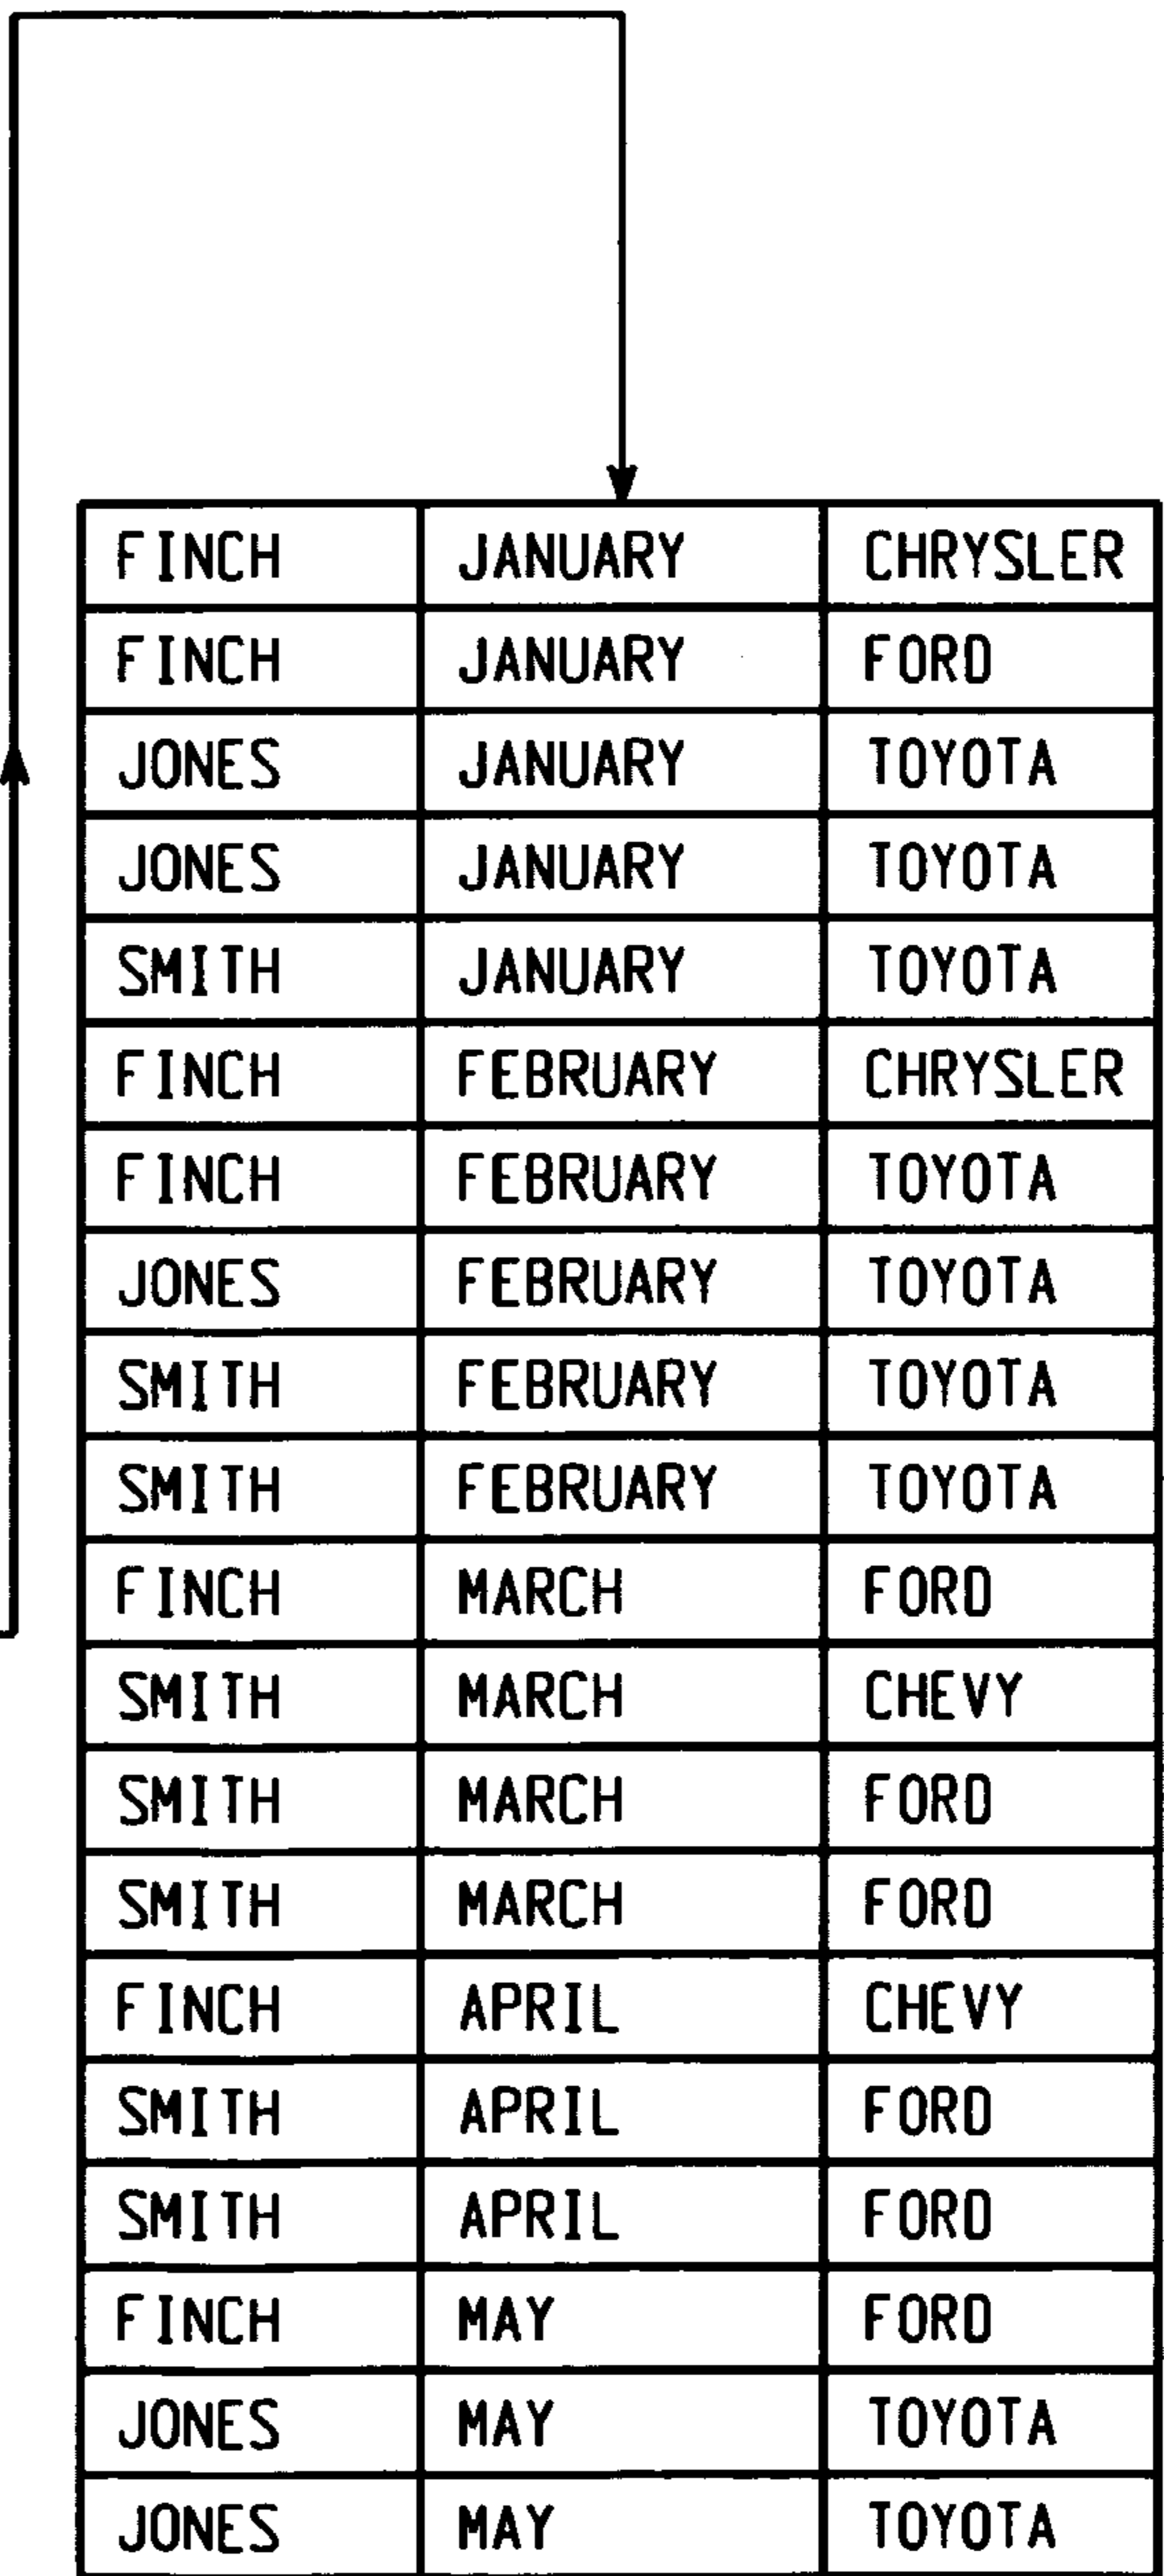 FINCH JANUARY CHRYSLER
FINCH JANUARY FORD
JONES JANUARY TOYOTA
JONES JANUARY TOYOTA
SMITH JANUARY TOYOTA
FINCH FEBRUARY CHRYSLER
FINCH FEBRUARY TOYOTA
JONES FEBRUARY TOYOTA
SMITH FEBRUARY TOYOTA
SMITH FEBRUARY TOYOTA
FINCH MARCH FORD
SMITH MARCH CHEVY
SMITH MARCH FORD
SMITH MARCH FORD
FINCH APRIL CHEVY
SMITH APRIL FORD
SMITH APRIL FORD
FINCH MAY FORD
JONES MAY TOYOTA
JONES MAY TOYOTA